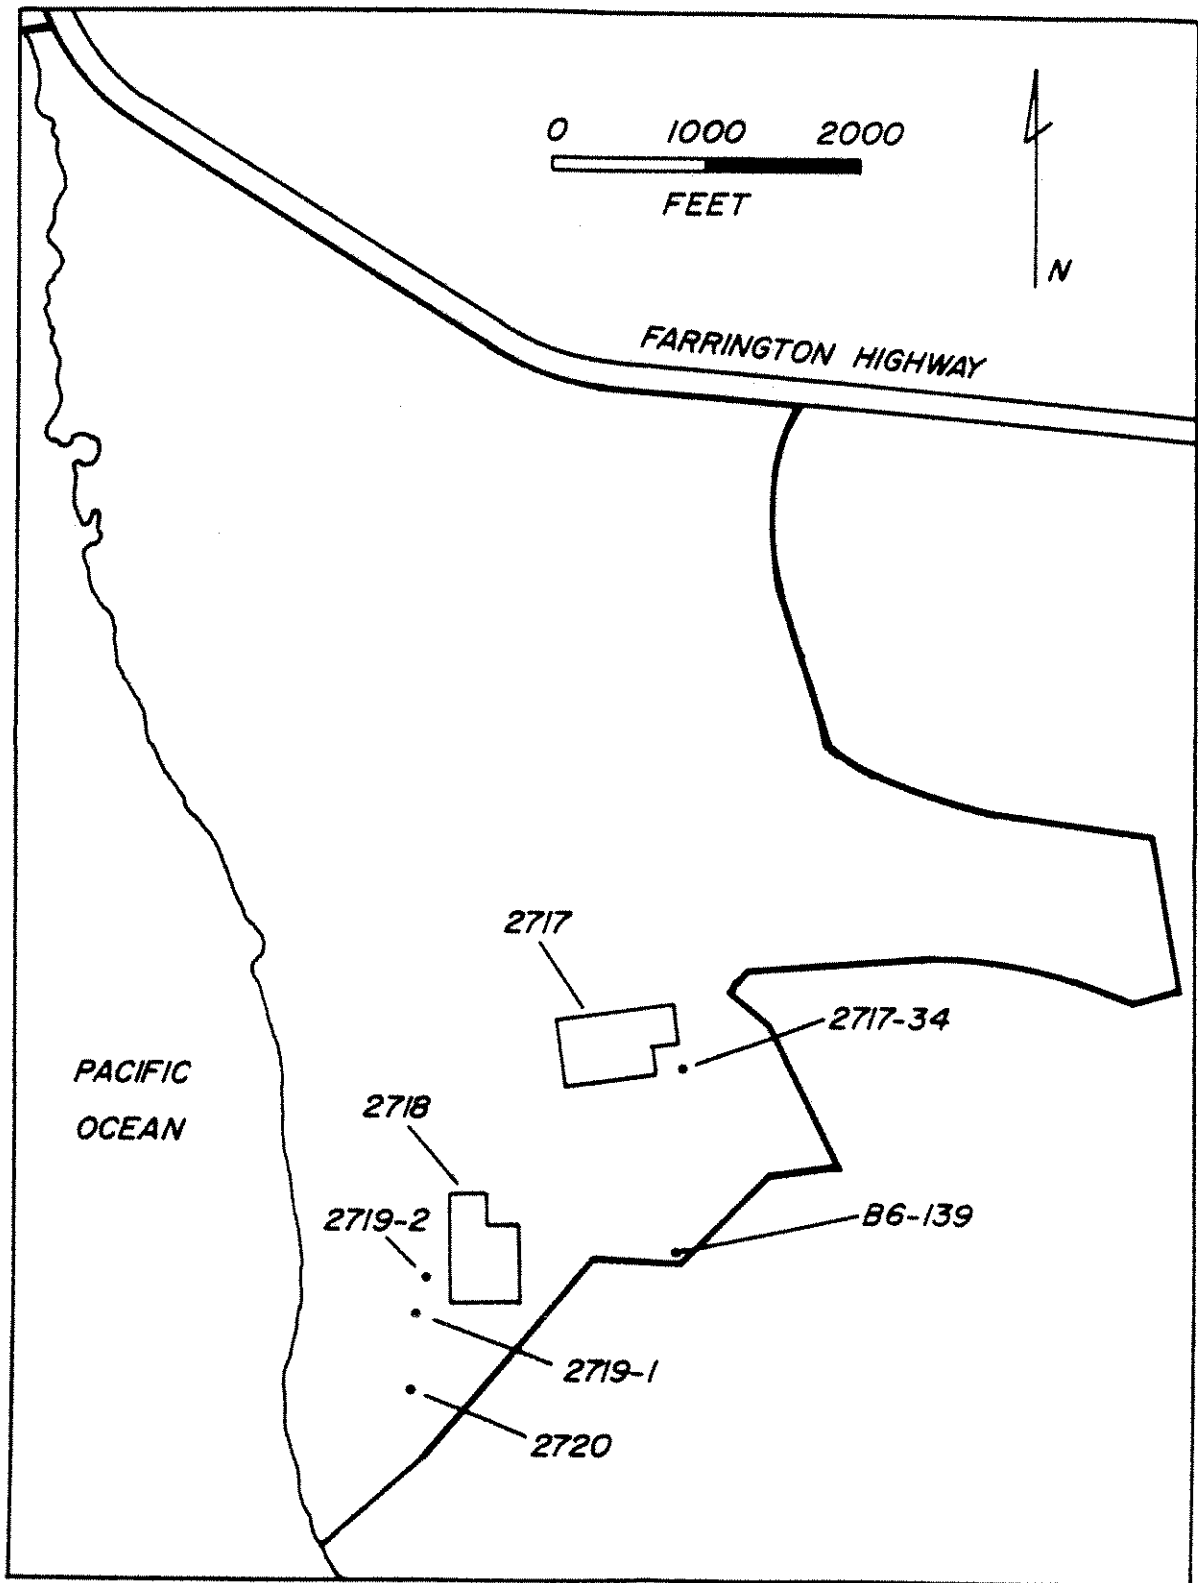 0 1000 2000
FEET
N
FARRINGTON HIGHWAY
2717
2717-34
PACIFIC
OCEAN
2718
2719-2
B6-139
2719-1
2720